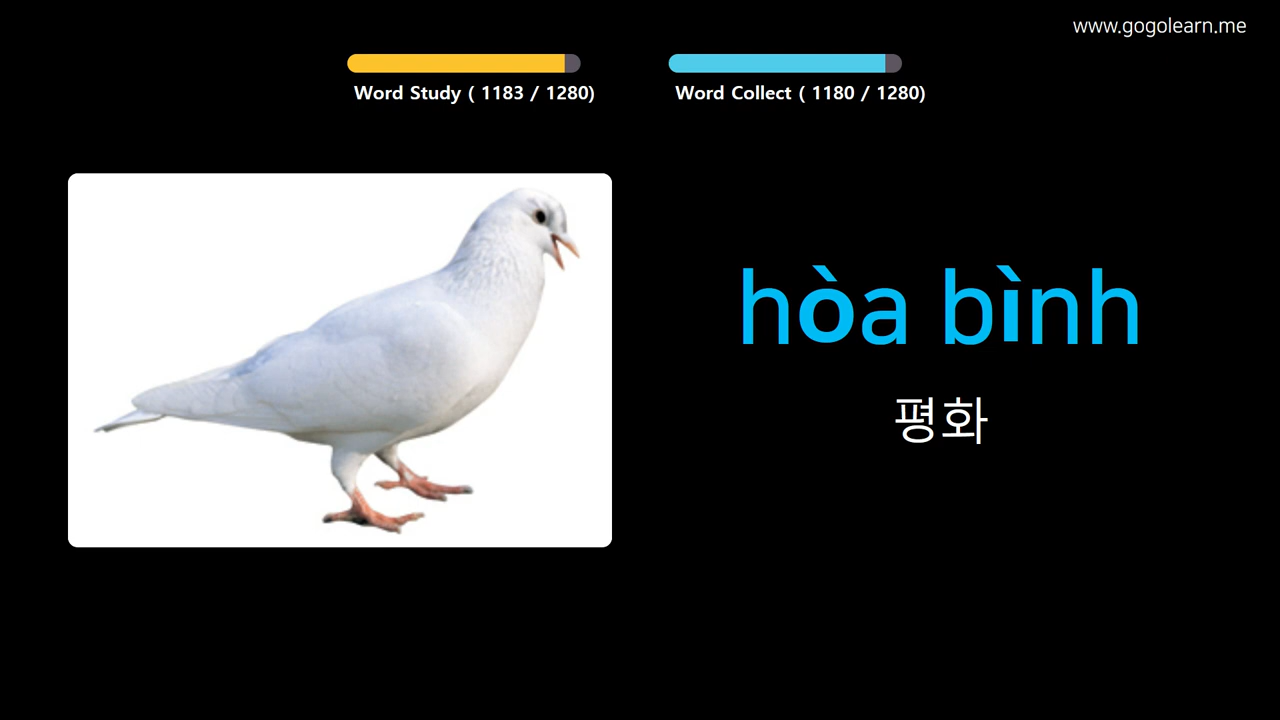 www.gogolearn.me
Word Study ( 1183 / 1280)
Word Collect ( 1180 / 1280)
hòa bình
평화